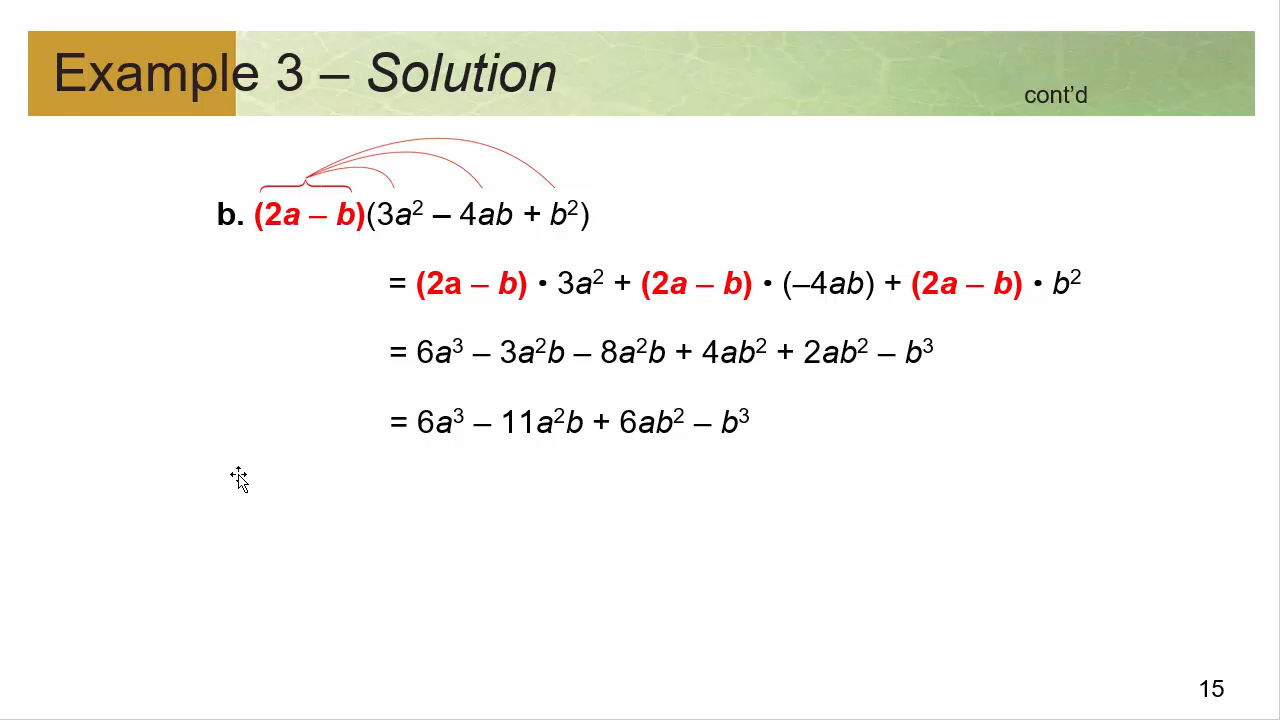 Example 3 – Solution
cont’d
b. (2a – b)(3a² – 4ab + b²)
= (2a – b) • 3a² + (2a – b) • (–4ab) + (2a – b) • b²
= 6a³ – 3a²b – 8a²b + 4ab² + 2ab² – b³
= 6a³ – 11a²b + 6ab² – b³
15